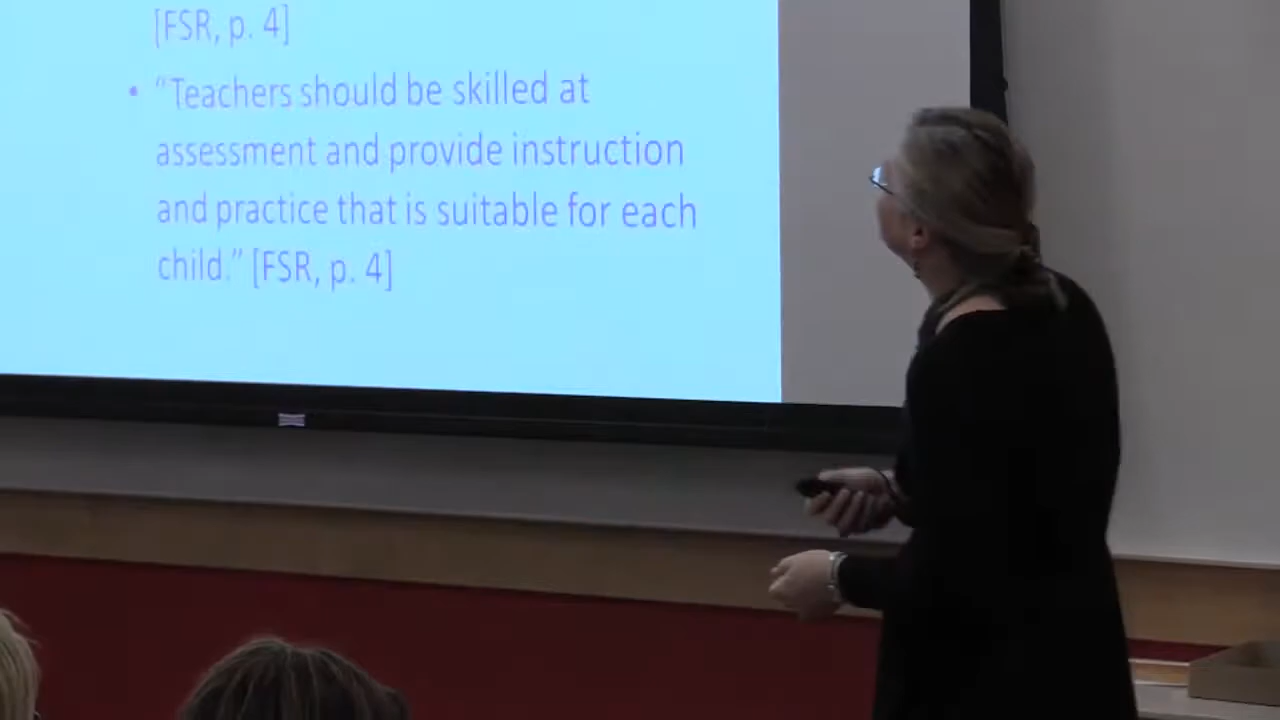 [FSR, p. 4]
• “Teachers should be skilled at
assessment and provide instruction
and practice that is suitable for each
child.” [FSR, p. 4]